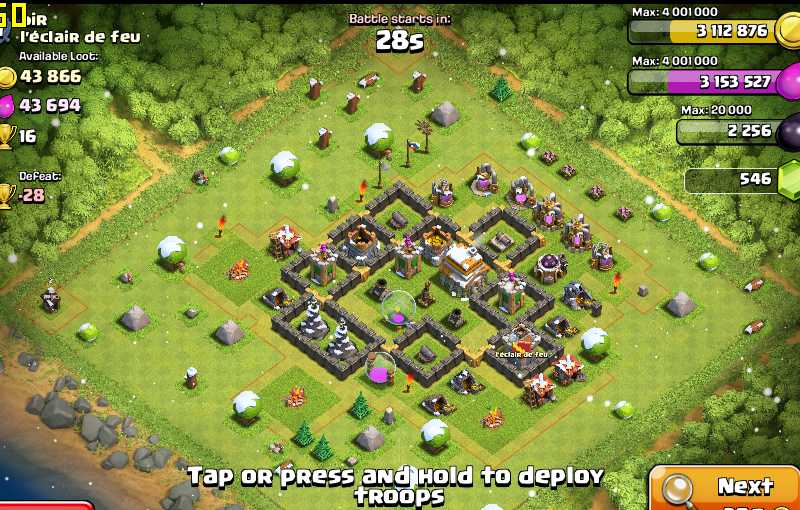 60
l'éclair de feu
Available Loot:
43 866
43 694
16
Defeat:
-28
Battle starts in:
28s
Max: 4 001 000
3 112 876
Max: 4 001 000
3 153 527
Max: 20 000
2 256
546
l'éclair de feu
Tap or press and hold to deploy
troops
Next